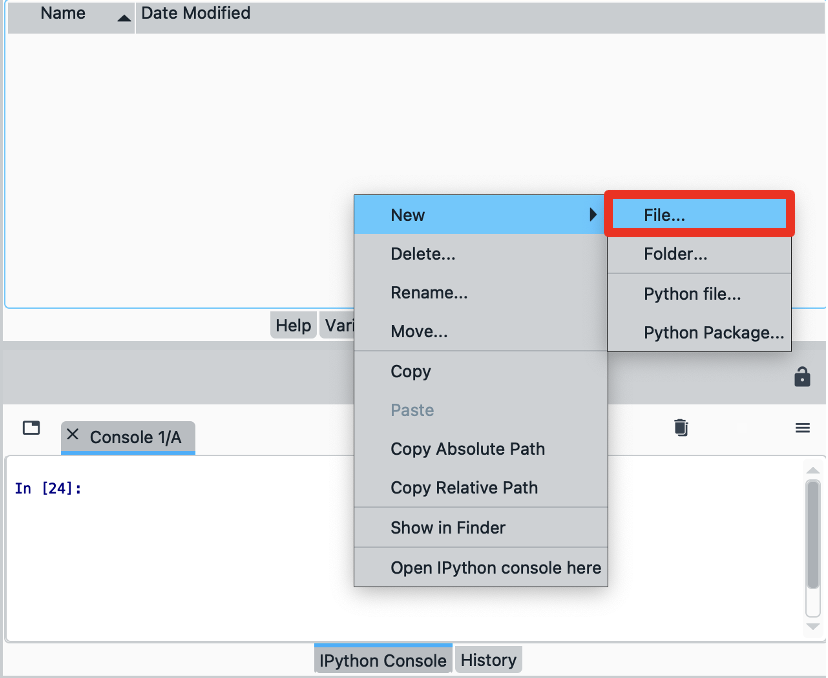 Name
Date Modified
New
File...
Delete...
Folder...
Rename...
Python file...
Help
Vari
Move...
Python Package...
Copy
Paste
Console 1/A
Copy Absolute Path
In [24]:
Copy Relative Path
Show in Finder
Open IPython console here
IPython Console
History